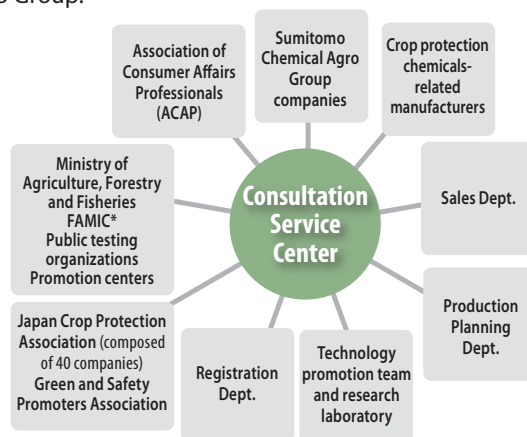 Group.
Association of
Consumer Affairs
Professionals
(ACAP)
Sumitomo
Chemical Agro
Group
companies
Crop protection
chemicals-
related
manufacturers
Ministry of
Agriculture, Forestry
and Fisheries
FAMIC*
Public testing
organizations
Promotion centers
Consultation
Service
Center
Sales Dept.
Japan Crop Protection
Association (composed
of 40 companies)
Green and Safety
Promoters Association
Registration
Dept.
Technology
promotion team
and research
laboratory
Production
Planning
Dept.